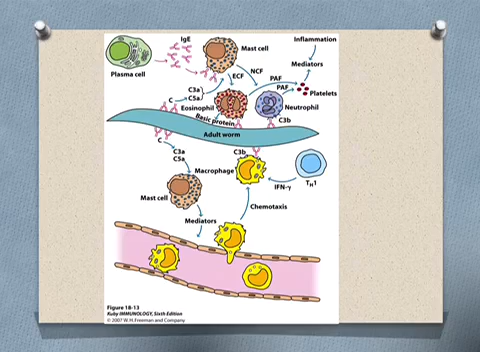 IgE
Inflammation
Mast cell
Plasma cell
NCF
Mediators
ECF
PAF
C3a
C5a
C
PAF
Platelets
Eosinophil
Neutrophil
Basic protein
C3b
Adult worm
C
C3a
C5a
C3b
Macrophage
IFN-γ
TH1
Mast cell
Chemotaxis
Mediators
Figure 18-13
Kuby IMMUNOLOGY, Sixth Edition
© 2007 W.H.Freeman and Company